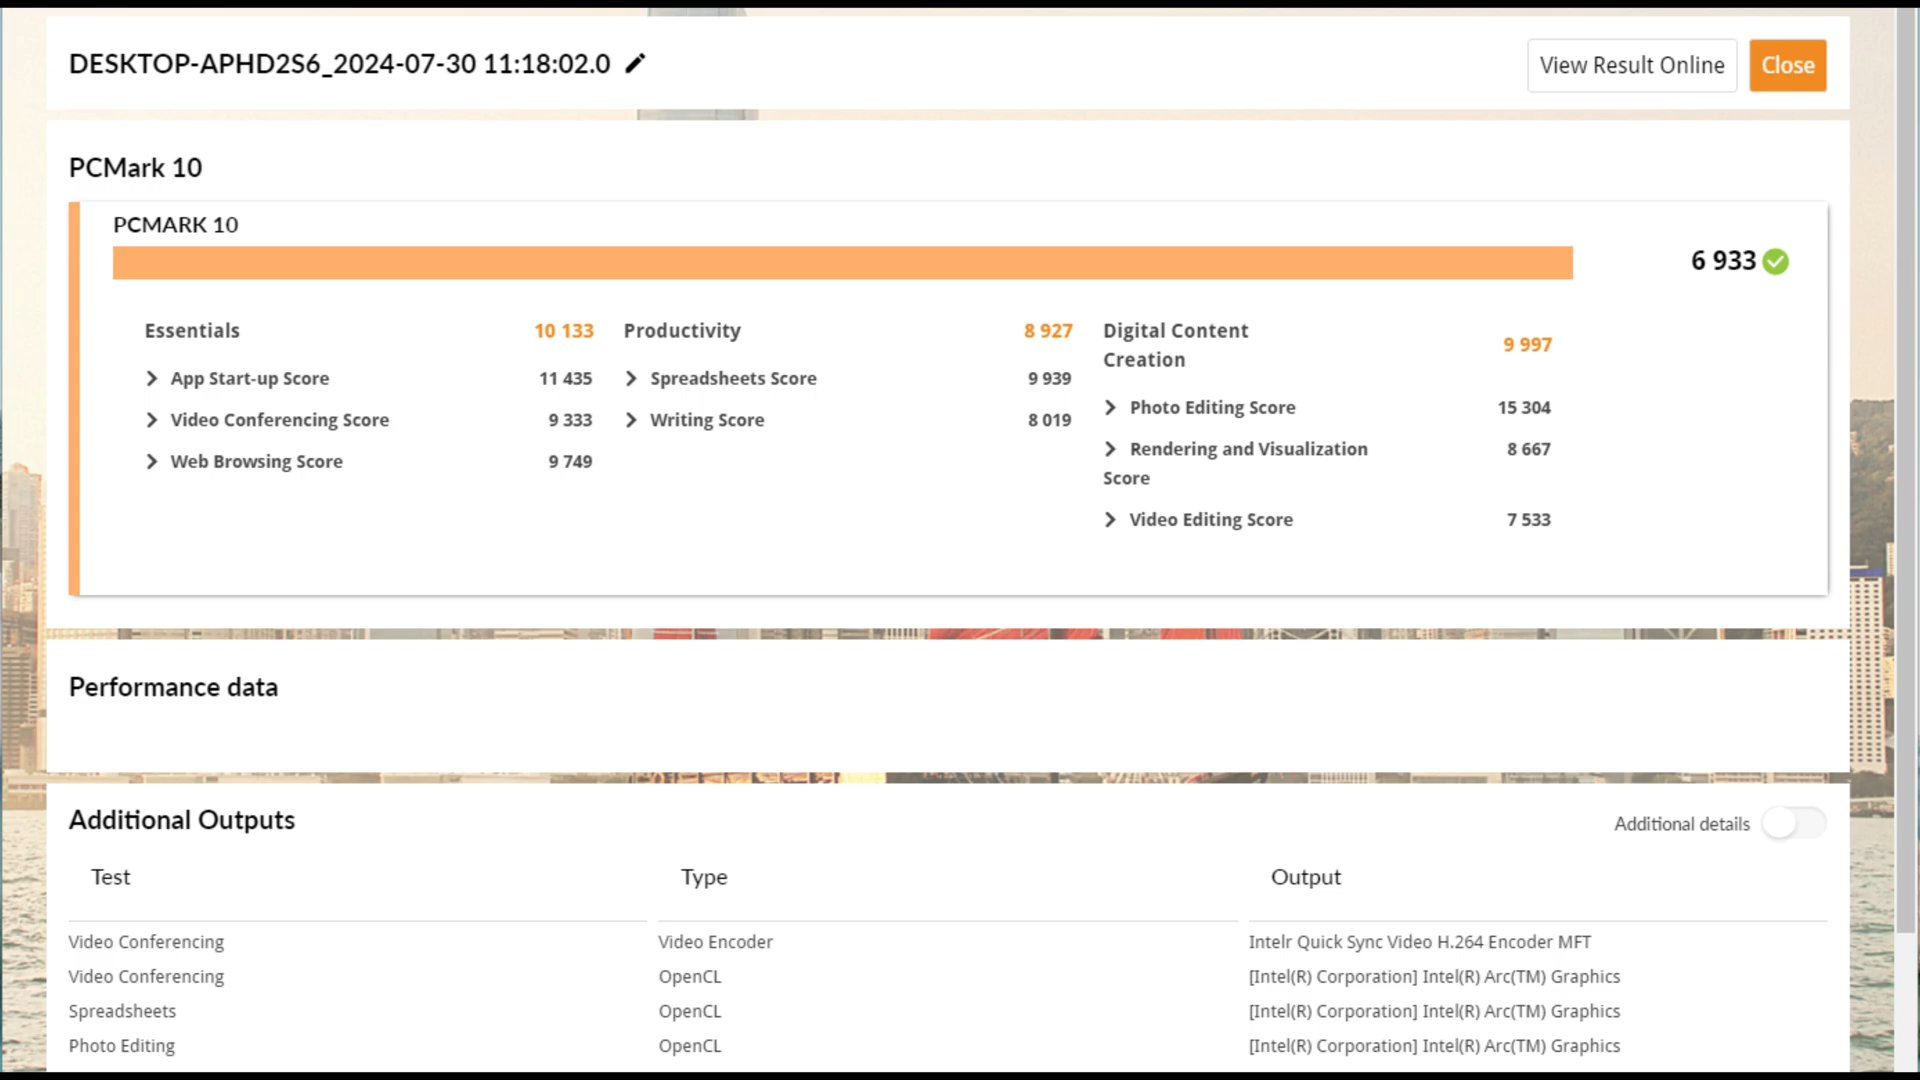 DESKTOP-APHD2S6_2024-07-30 11:18:02.0
View Result Online
Close
PCMark 10
PCMARK 10
6 933
Essentials 10 133
App Start-up Score 11 435
Video Conferencing Score 9 333
Web Browsing Score 9 749
Productivity 8 927
Spreadsheets Score 9 939
Writing Score 8 019
Digital Content
Creation
9 997
Photo Editing Score 15 304
Rendering and Visualization 8 667
Score
Video Editing Score 7 533
Performance data
Additional Outputs
Additional details
Test Type Output
Video Conferencing Video Encoder Intelr Quick Sync Video H.264 Encoder MFT
Video Conferencing OpenCL [Intel(R) Corporation] Intel(R) Arc(TM) Graphics
Spreadsheets OpenCL [Intel(R) Corporation] Intel(R) Arc(TM) Graphics
Photo Editing OpenCL [Intel(R) Corporation] Intel(R) Arc(TM) Graphics